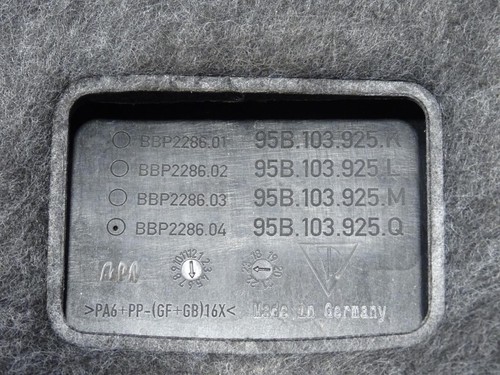 BBP2286.01 95B.103.925.K
BBP2286.02 95B.103.925.L
BBP2286.03 95B.103.925.M
BBP2286.04 95B.103.925.Q
>PA6+PP-(GF+GB)16X< Made in Germany